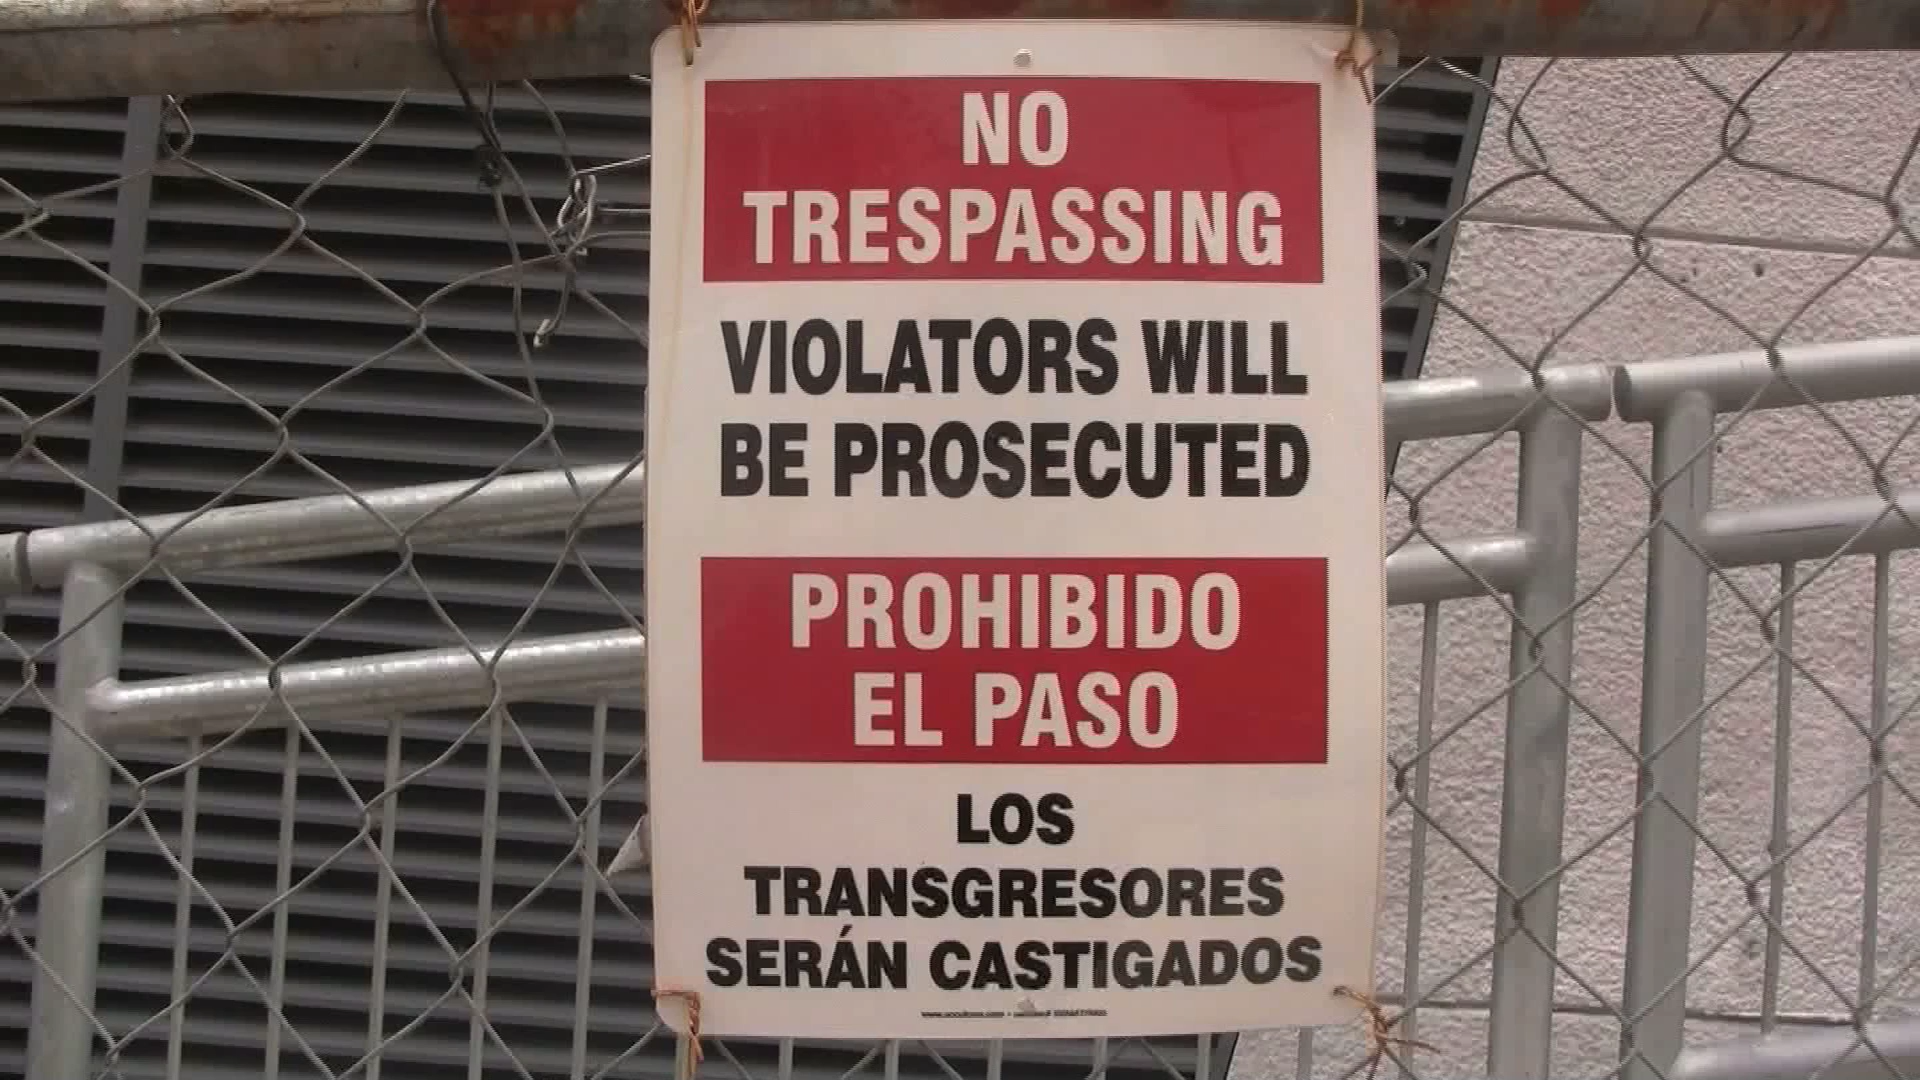 NO
TRESPASSING
VIOLATORS WILL
BE PROSECUTED
PROHIBIDO
EL PASO
LOS
TRANSGRESORES
SERÁN CASTIGADOS